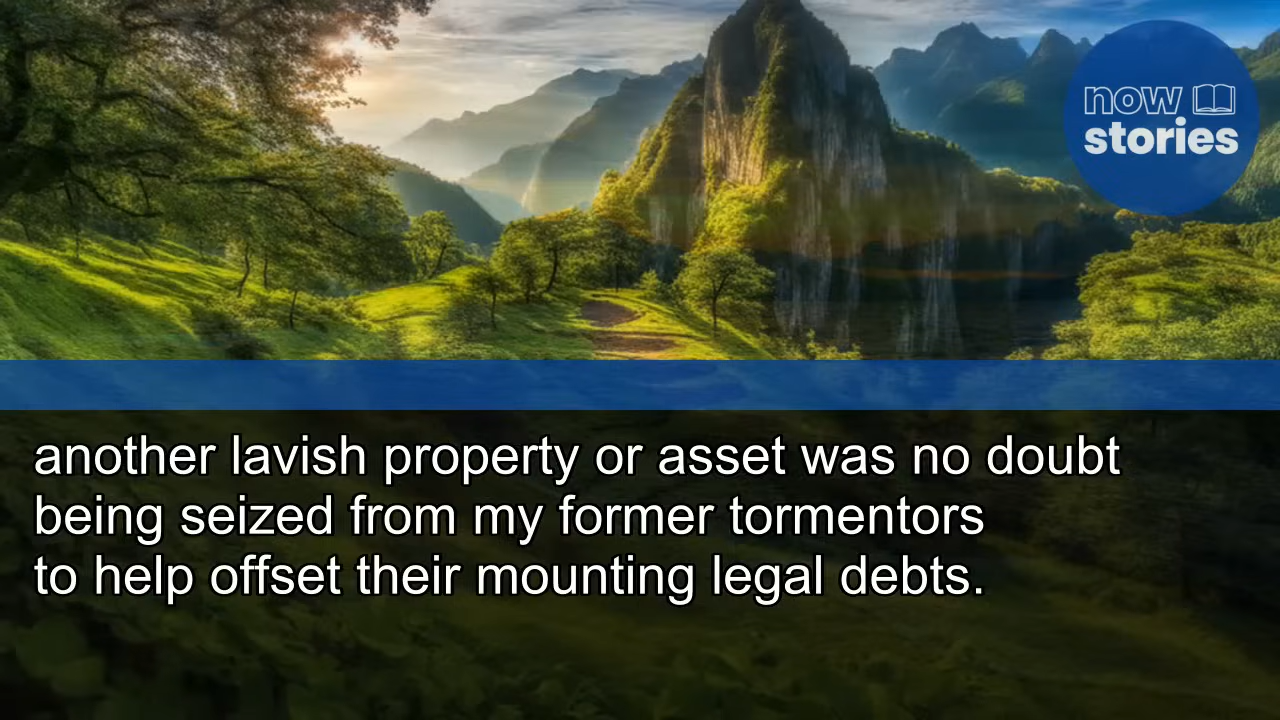 now
stories
another lavish property or asset was no doubt
being seized from my former tormentors
to help offset their mounting legal debts.